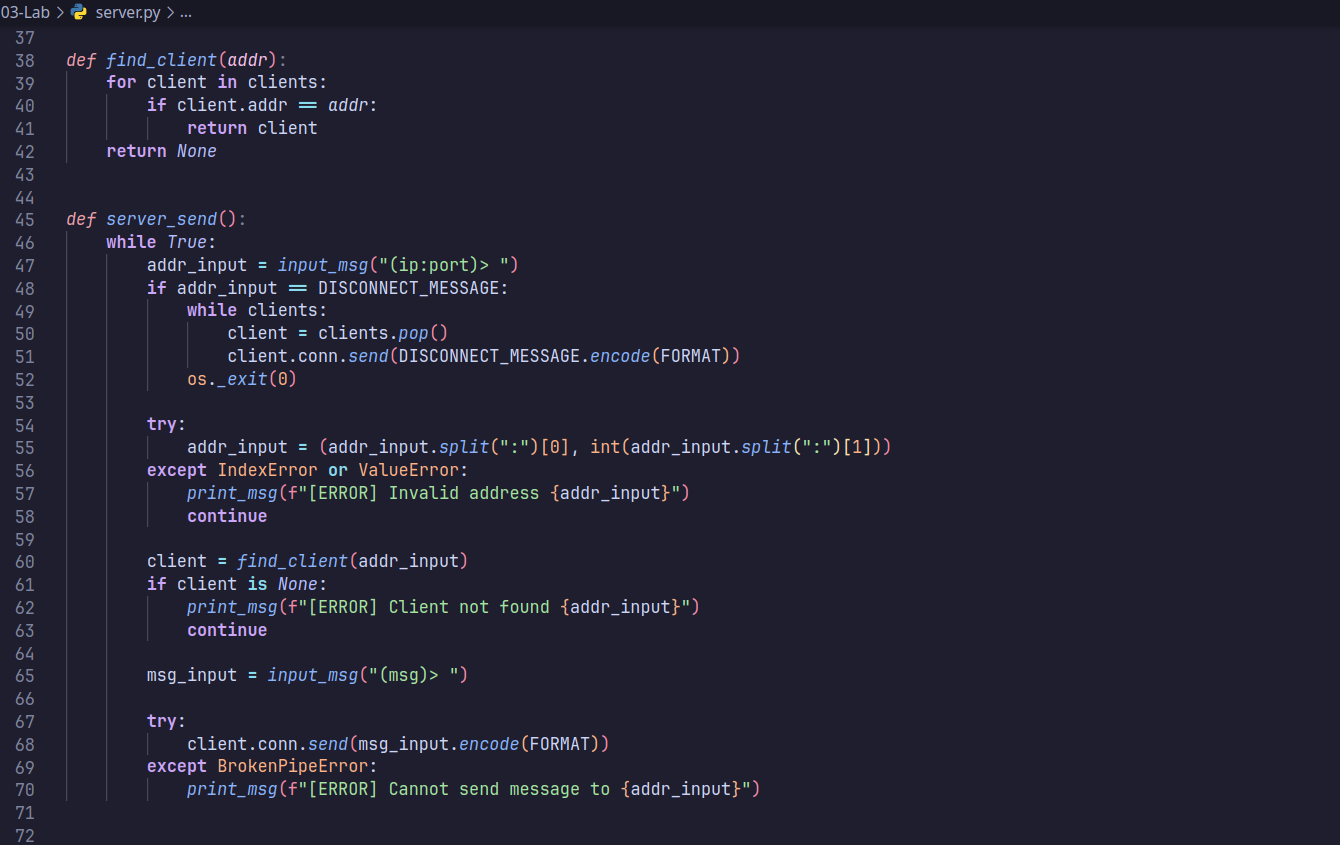 03-Lab > server.py > ...
37
38 def find_client(addr):
39     for client in clients:
40         if client.addr == addr:
41             return client
42     return None
43
44
45 def server_send():
46     while True:
47         addr_input = input_msg("(ip:port)> ")
48         if addr_input == DISCONNECT_MESSAGE:
49             while clients:
50                 client = clients.pop()
51                 client.conn.send(DISCONNECT_MESSAGE.encode(FORMAT))
52             os._exit(0)
53
54         try:
55             addr_input = (addr_input.split(":")[0], int(addr_input.split(":")[1]))
56         except IndexError or ValueError:
57             print_msg(f"[ERROR] Invalid address {addr_input}")
58             continue
59
60         client = find_client(addr_input)
61         if client is None:
62             print_msg(f"[ERROR] Client not found {addr_input}")
63             continue
64
65         msg_input = input_msg("(msg)> ")
66
67         try:
68             client.conn.send(msg_input.encode(FORMAT))
69         except BrokenPipeError:
70             print_msg(f"[ERROR] Cannot send message to {addr_input}")
71
72